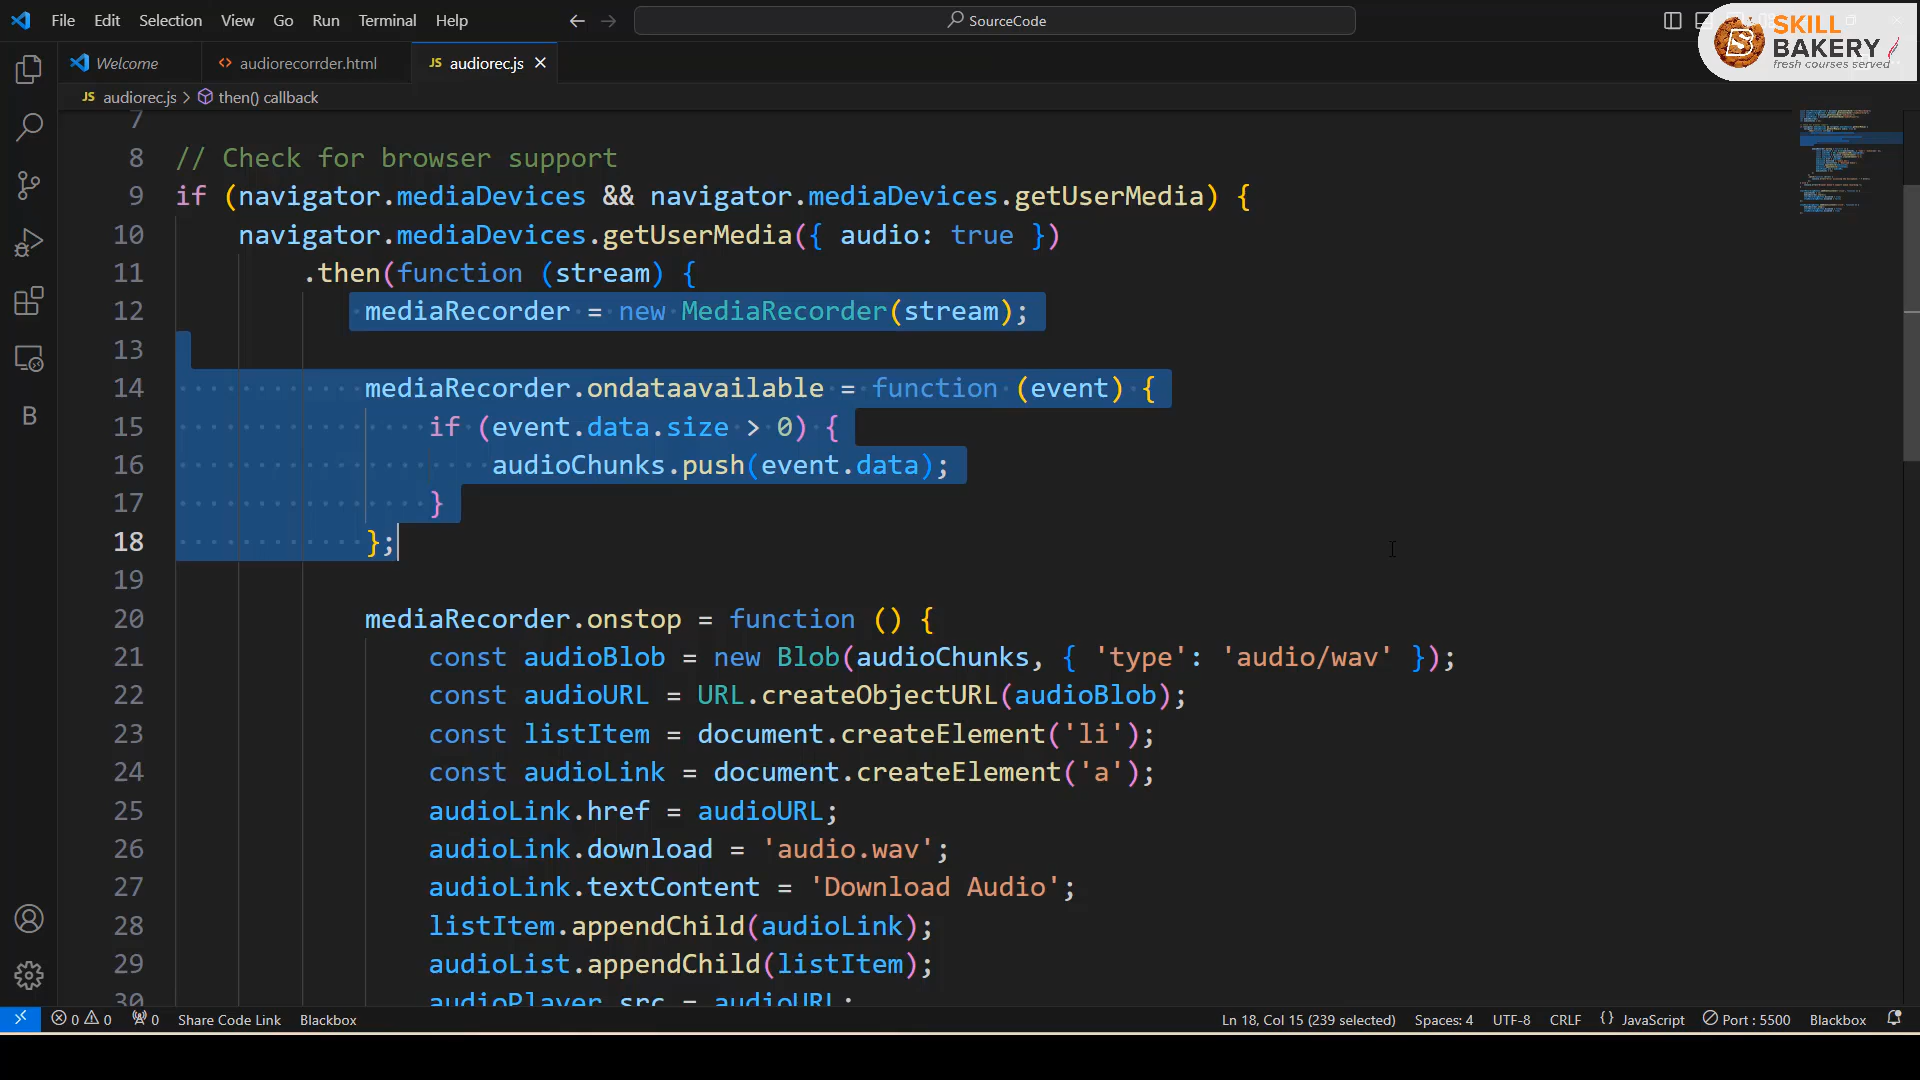 File Edit Selection View Go Run Terminal Help
SourceCode
SKILL
BAKERY
fresh courses served
Welcome
audiorecorrder.html
JS audiorec.js
JS audiorec.js > then() callback
7
8 // Check for browser support
9 if (navigator.mediaDevices && navigator.mediaDevices.getUserMedia) {
10 navigator.mediaDevices.getUserMedia({ audio: true })
11 .then(function (stream) {
12 mediaRecorder = new MediaRecorder(stream);
13
14 mediaRecorder.ondataavailable = function (event) {
15 if (event.data.size > 0) {
16 audioChunks.push(event.data);
17 }
18 };
19
20 mediaRecorder.onstop = function () {
21 const audioBlob = new Blob(audioChunks, { 'type': 'audio/wav' });
22 const audioURL = URL.createObjectURL(audioBlob);
23 const listItem = document.createElement('li');
24 const audioLink = document.createElement('a');
25 audioLink.href = audioURL;
26 audioLink.download = 'audio.wav';
27 audioLink.textContent = 'Download Audio';
28 listItem.appendChild(audioLink);
29 audioList.appendChild(listItem);
30 audioPlayer.src = audioURL;
B
0 0 0 Share Code Link Blackbox
Ln 18, Col 15 (239 selected) Spaces: 4 UTF-8 CRLF {} JavaScript Port : 5500 Blackbox